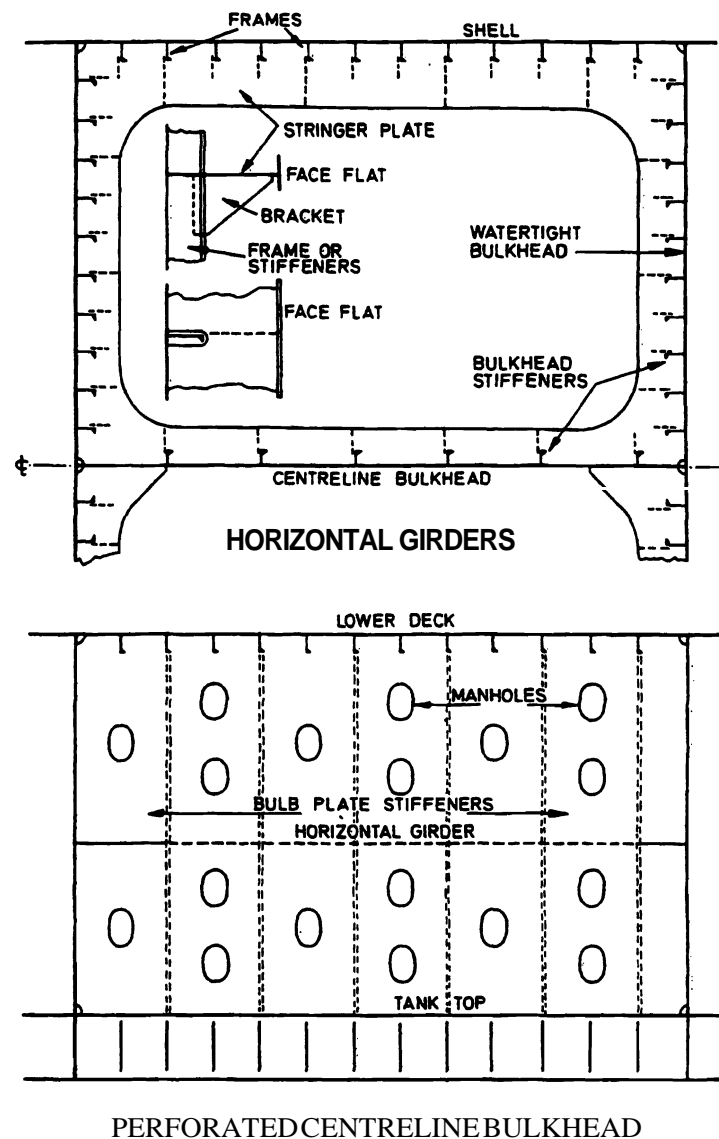 FRAMES
SHELL
STRINGER PLATE
FACE FLAT
BRACKET
FRAME OR
STIFFENERS
WATERTIGHT
BULKHEAD
FACE FLAT
BULKHEAD
STIFFENERS
℄
CENTRELINE BULKHEAD
HORIZONTAL GIRDERS
LOWER DECK
MANHOLES
BULB PLATE STIFFENERS
HORIZONTAL GIRDER
TANK TOP
PERFORATED CENTRELINE BULKHEAD